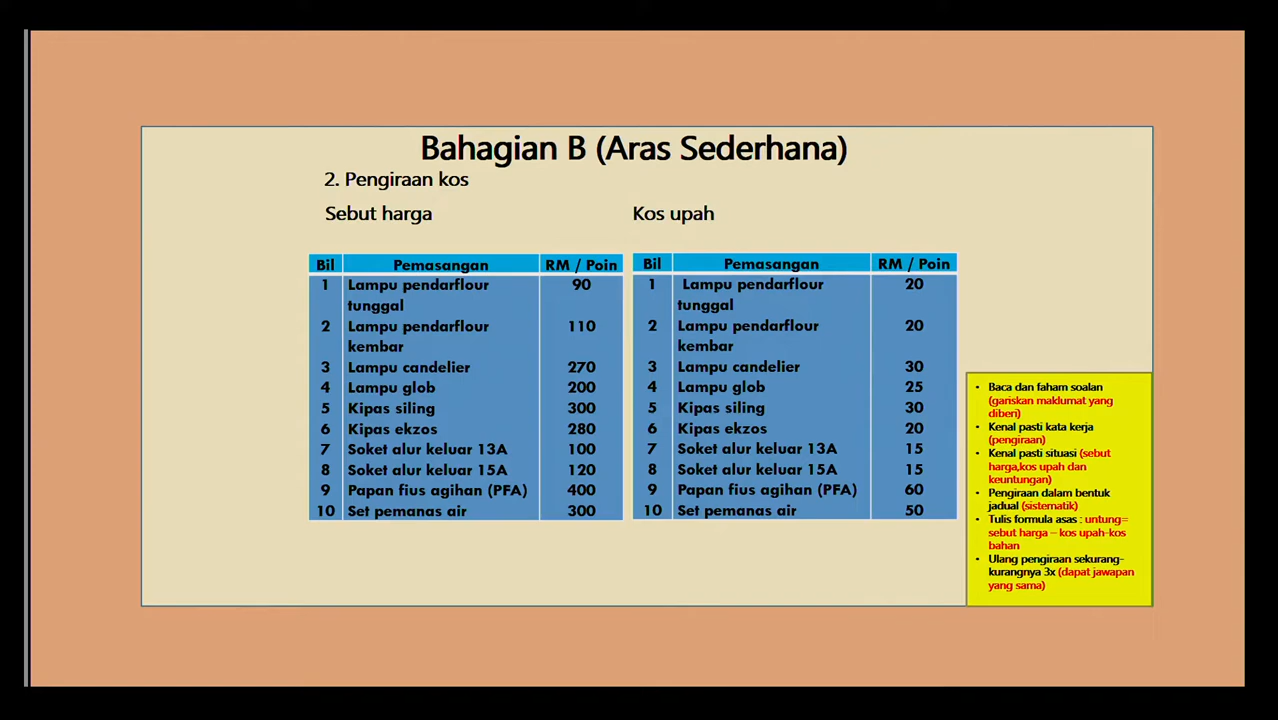 Bahagian B (Aras Sederhana)
2. Pengiraan kos
Sebut harga
Kos upah
Bil Pemasangan RM / Poin
1 Lampu pendarflour 90
tunggal
2 Lampu pendarflour 110
kembar
3 Lampu candelier 270
4 Lampu glob 200
5 Kipas siling 300
6 Kipas ekzos 280
7 Soket alur keluar 13A 100
8 Soket alur keluar 15A 120
9 Papan fius agihan (PFA) 400
10 Set pemanas air 300
Bil Pemasangan RM / Poin
1 Lampu pendarflour 20
tunggal
2 Lampu pendarflour 20
kembar
3 Lampu candelier 30
4 Lampu glob 25
5 Kipas siling 30
6 Kipas ekzos 20
7 Soket alur keluar 13A 15
8 Soket alur keluar 15A 15
9 Papan fius agihan (PFA) 60
10 Set pemanas air 50
• Baca dan faham soalan
(gariskan maklumat yang
diberi)
• Kenal pasti kata kerja
(pengiraan)
• Kenal pasti situasi (sebut
harga,kos upah dan
keuntungan)
• Pengiraan dalam bentuk
jadual (sistematik)
• Tulis formula asas : untung=
sebut harga – kos upah-kos
bahan
• Ulang pengiraan sekurang-
kurangnya 3x (dapat jawapan
yang sama)